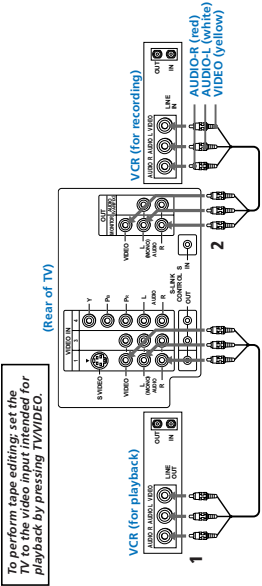 To perform tape editing; set the
TV to the video input intended for
playback by pressing TV/VIDEO.
(Rear of TV)
VIDEO IN
1
3
4
S VIDEO
VIDEO
L
(MONO)
AUDIO
R
Y
PB
PR
L
AUDIO
R
OUT
MONITOR
AUDIO
VIDEO
L
(MONO)
AUDIO
R
S-LINK
CONTROL S
OUT
IN
VCR (for playback)
AUDIO R AUDIO L VIDEO
LINE
OUT
OUT
IN
1
VCR (for recording)
AUDIO R AUDIO L VIDEO
LINE
IN
OUT
IN
2
AUDIO-R (red)
AUDIO-L (white)
VIDEO (yellow)